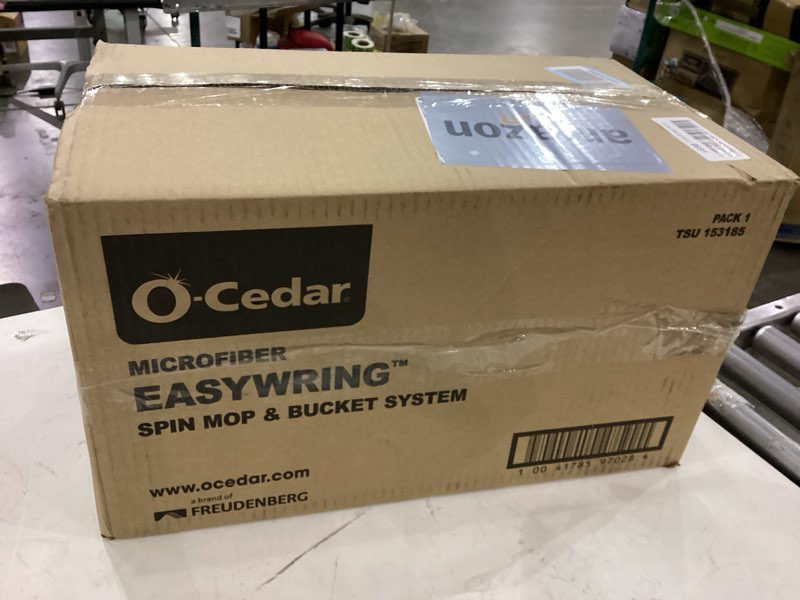 amazon
PACK 1
TSU 153185
O-Cedar®
MICROFIBER
EASYWRING™
SPIN MOP & BUCKET SYSTEM
www.ocedar.com
a brand of
FREUDENBERG
1 00 41785 97028 4